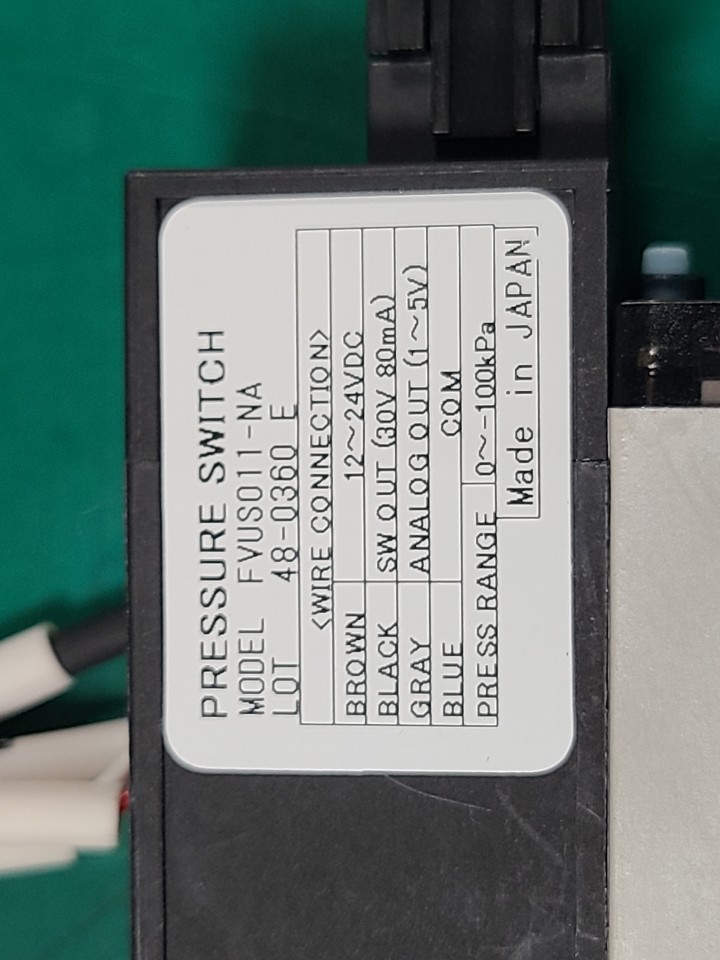 PRESSURE SWITCH
MODEL FVUS011-NA
LOT 48-0360 E
<WIRE CONNECTION>
BROWN 12～24VDC
BLACK SW OUT (30V 80mA)
GRAY ANALOG OUT (1～5V)
BLUE COM
PRESS RANGE 0～-100kPa
Made in JAPAN